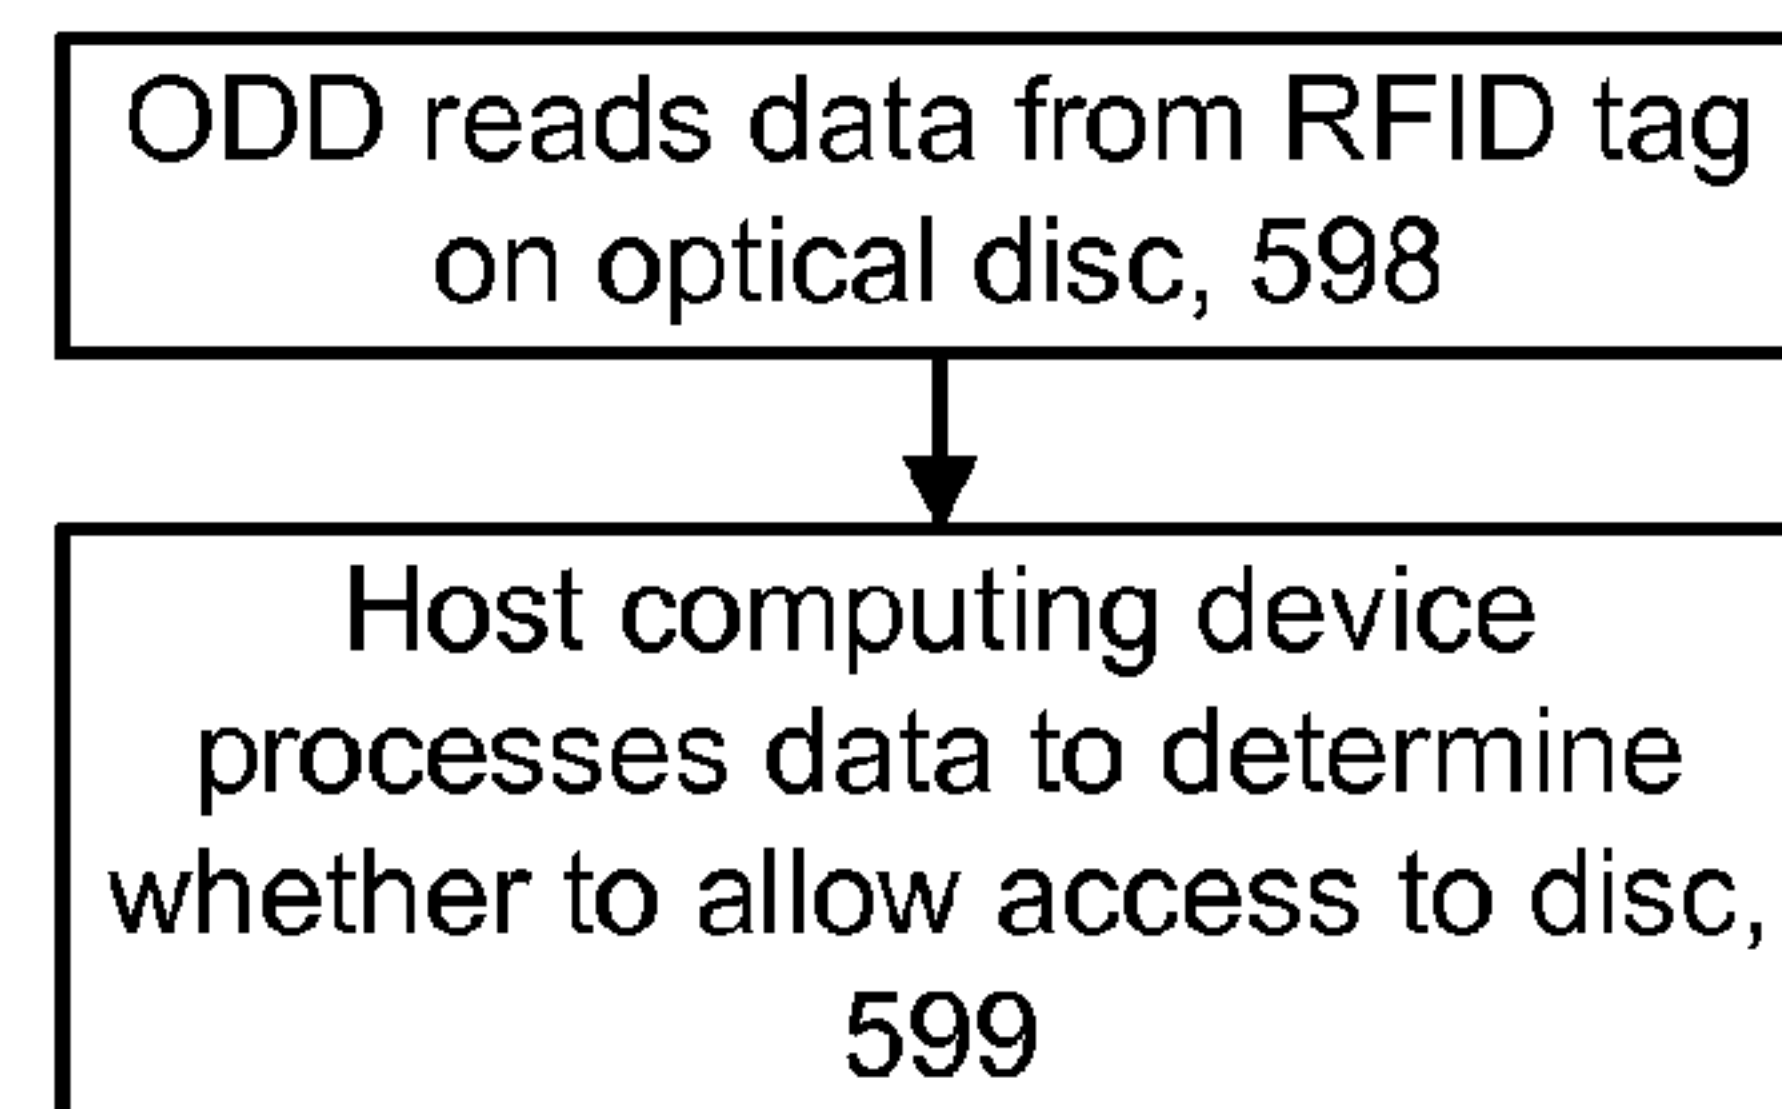 ODD reads data from RFID tag
on optical disc, 598
Host computing device
processes data to determine
whether to allow access to disc,
599